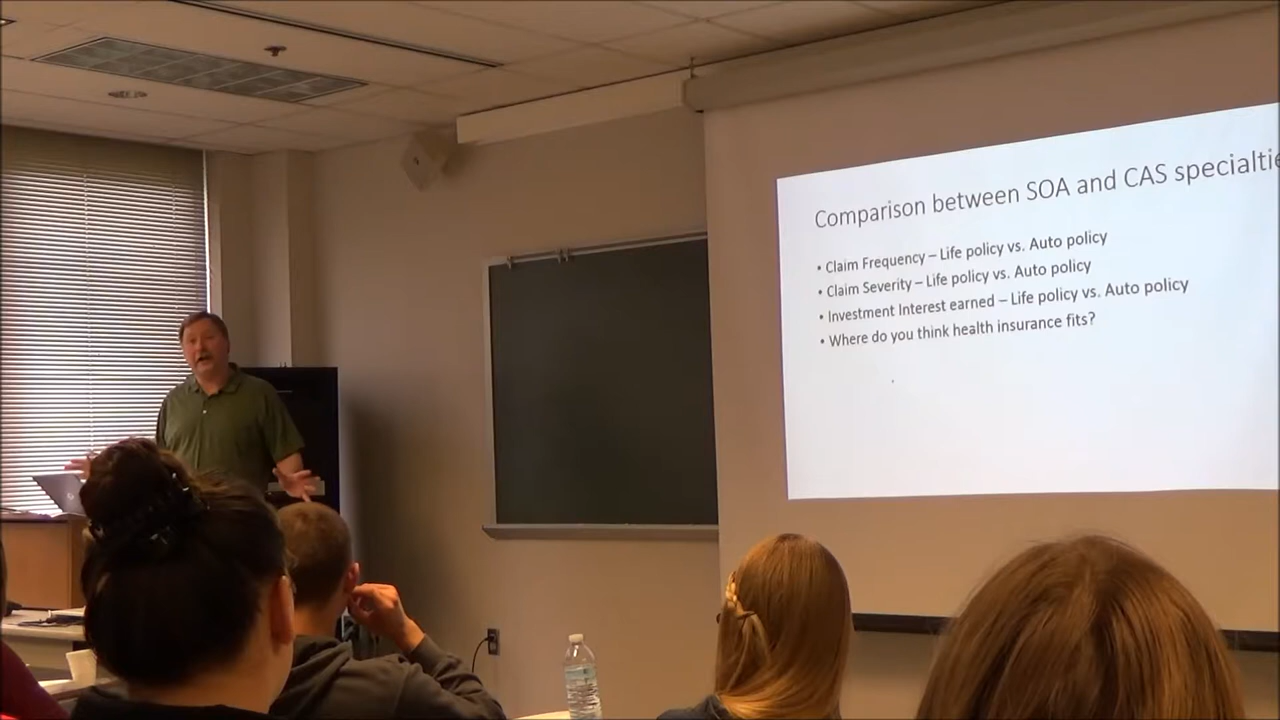 Comparison between SOA and CAS specialtie
• Claim Frequency – Life policy vs. Auto policy
• Claim Severity – Life policy vs. Auto policy
• Investment Interest earned – Life policy vs. Auto policy
• Where do you think health insurance fits?